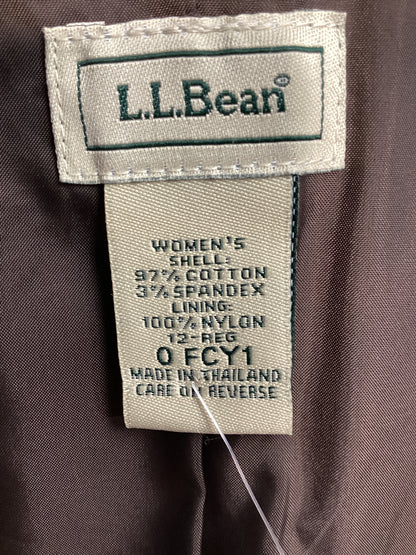 L.L.Bean®
WOMEN'S
SHELL:
97% COTTON
3% SPANDEX
LINING:
100% NYLON
12-REG
0 FCY1
MADE IN THAILAND
CARE ON REVERSE